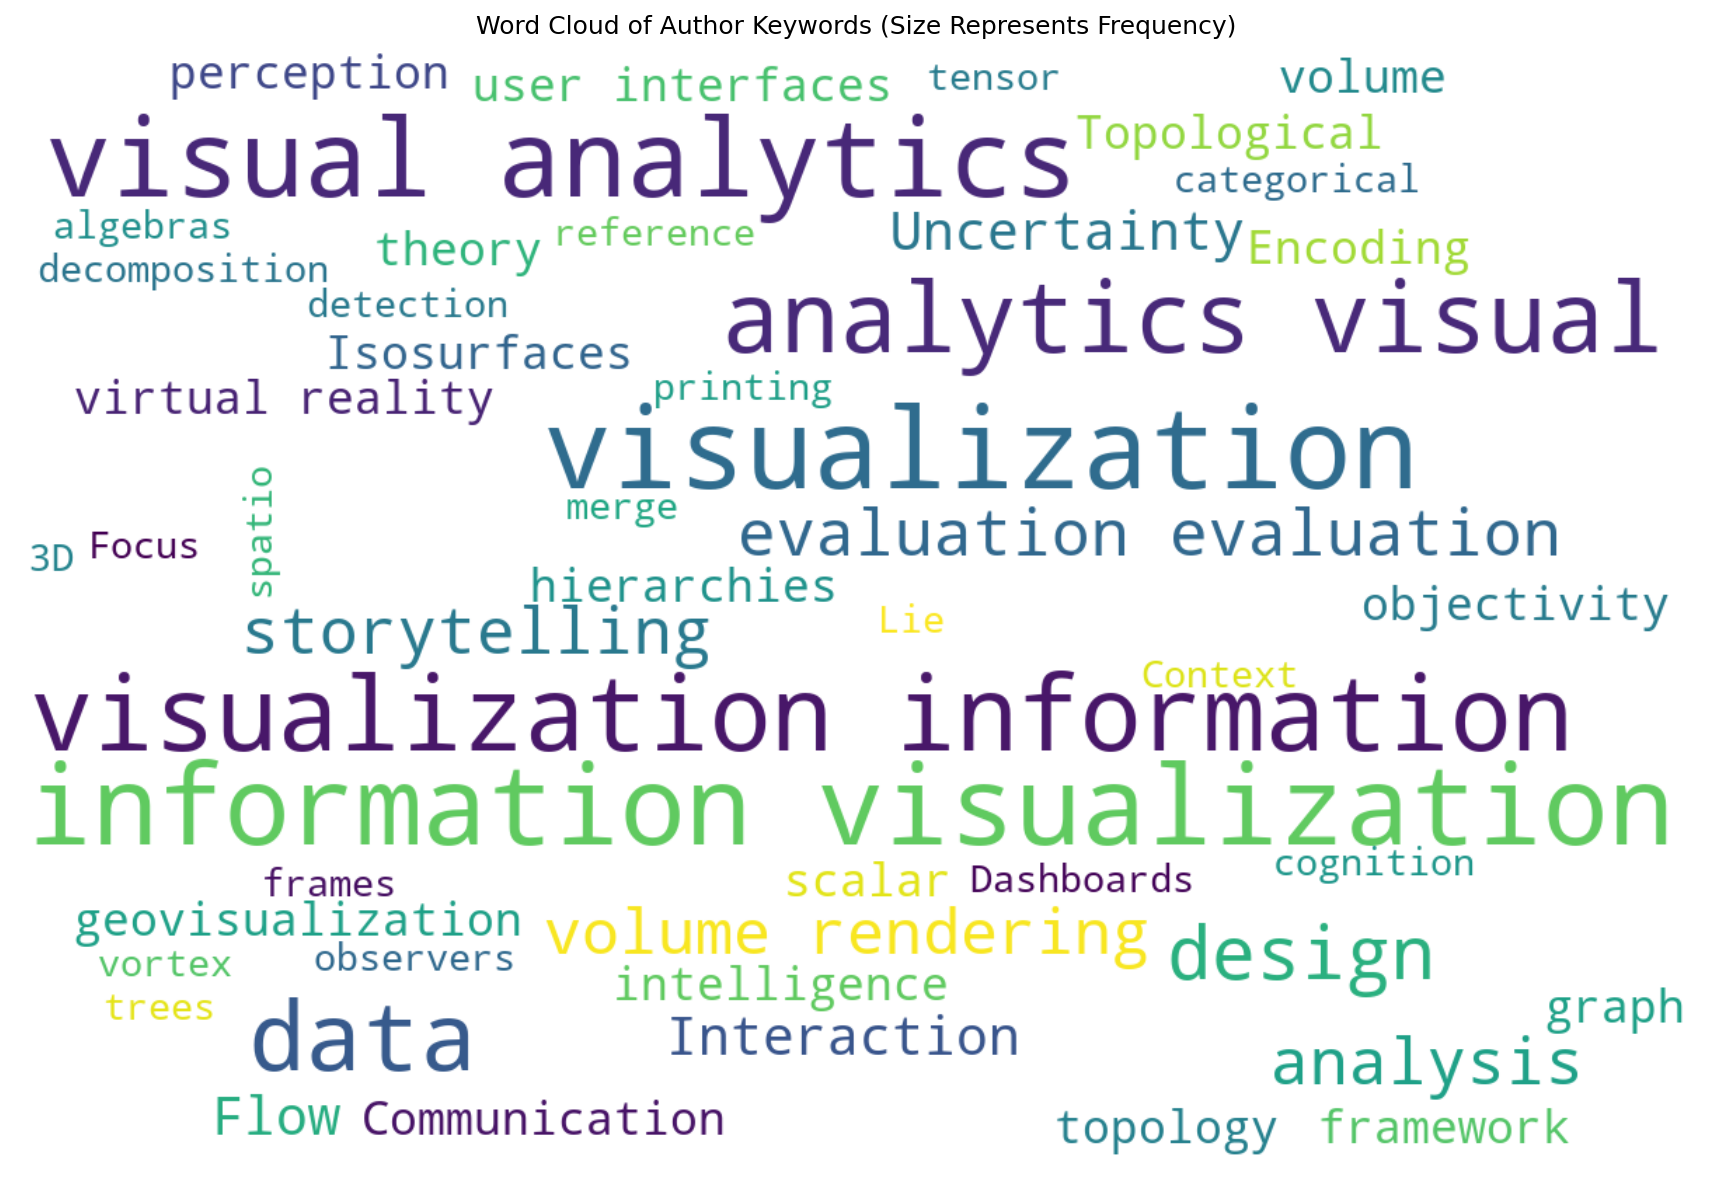 Word Cloud of Author Keywords (Size Represents Frequency)
perception
user interfaces
tensor
volume
visual analytics
Topological
categorical
algebras
theory
reference
Uncertainty
Encoding
decomposition
detection
analytics visual
Isosurfaces
virtual reality
printing
visualization
spatio
merge
evaluation evaluation
3D
Focus
hierarchies
objectivity
storytelling
Lie
Context
visualization information
information visualization
cognition
frames
scalar
Dashboards
geovisualization
volume rendering
design
vortex
observers
intelligence
trees
graph
data
Interaction
analysis
Flow
Communication
topology
framework